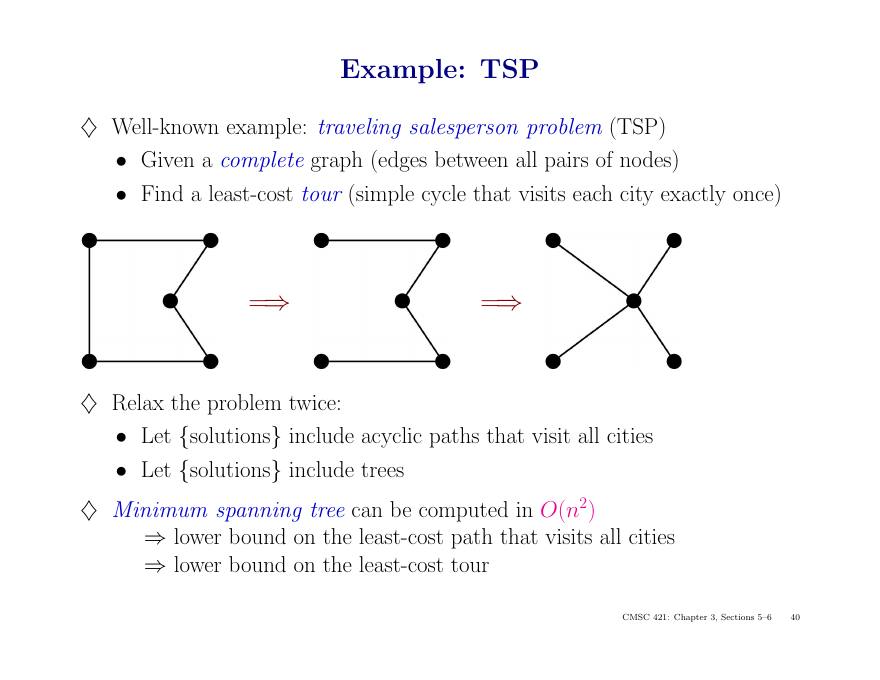 Example: TSP
♢ Well-known example: traveling salesperson problem (TSP)
• Given a complete graph (edges between all pairs of nodes)
• Find a least-cost tour (simple cycle that visits each city exactly once)
⟹ ⟹
♢ Relax the problem twice:
• Let {solutions} include acyclic paths that visit all cities
• Let {solutions} include trees
♢ Minimum spanning tree can be computed in O(n²)
⇒ lower bound on the least-cost path that visits all cities
⇒ lower bound on the least-cost tour
CMSC 421: Chapter 3, Sections 5–6 40